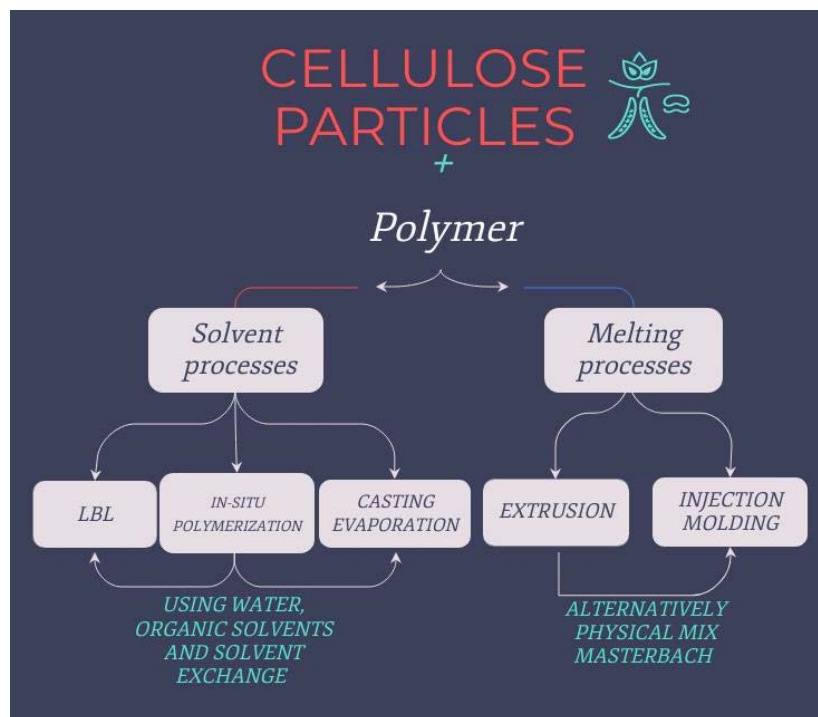 CELLULOSE
PARTICLES
+
Polymer
Solvent
processes
Melting
processes
LBL
IN-SITU
POLYMERIZATION
CASTING
EVAPORATION
EXTRUSION
INJECTION
MOLDING
USING WATER,
ORGANIC SOLVENTS
AND SOLVENT
EXCHANGE
ALTERNATIVELY
PHYSICAL MIX
MASTERBACH